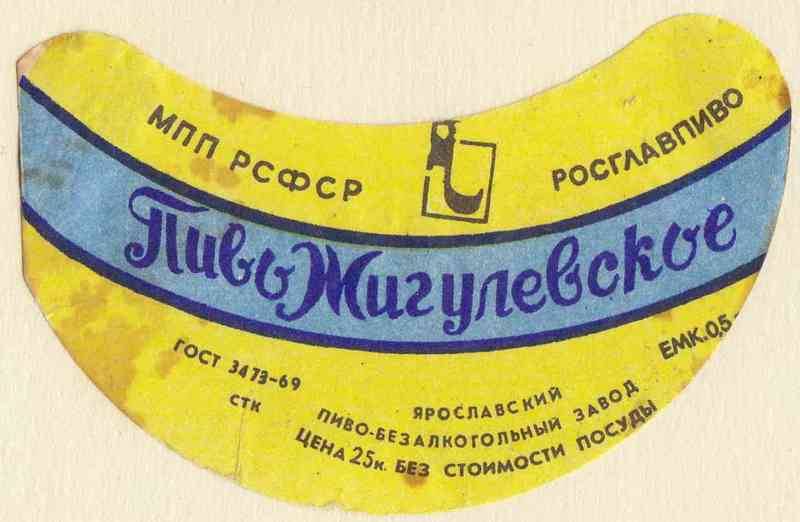 МПП РСФСР
РОСГЛАВПИВО
Пиво Жигулевское
ГОСТ 3473-69
ЕМК.0,5-
СТК
ЯРОСЛАВСКИЙ
ПИВО-БЕЗАЛКОГОЛЬНЫЙ ЗАВОД
ЦЕНА 25к. БЕЗ СТОИМОСТИ ПОСУДЫ